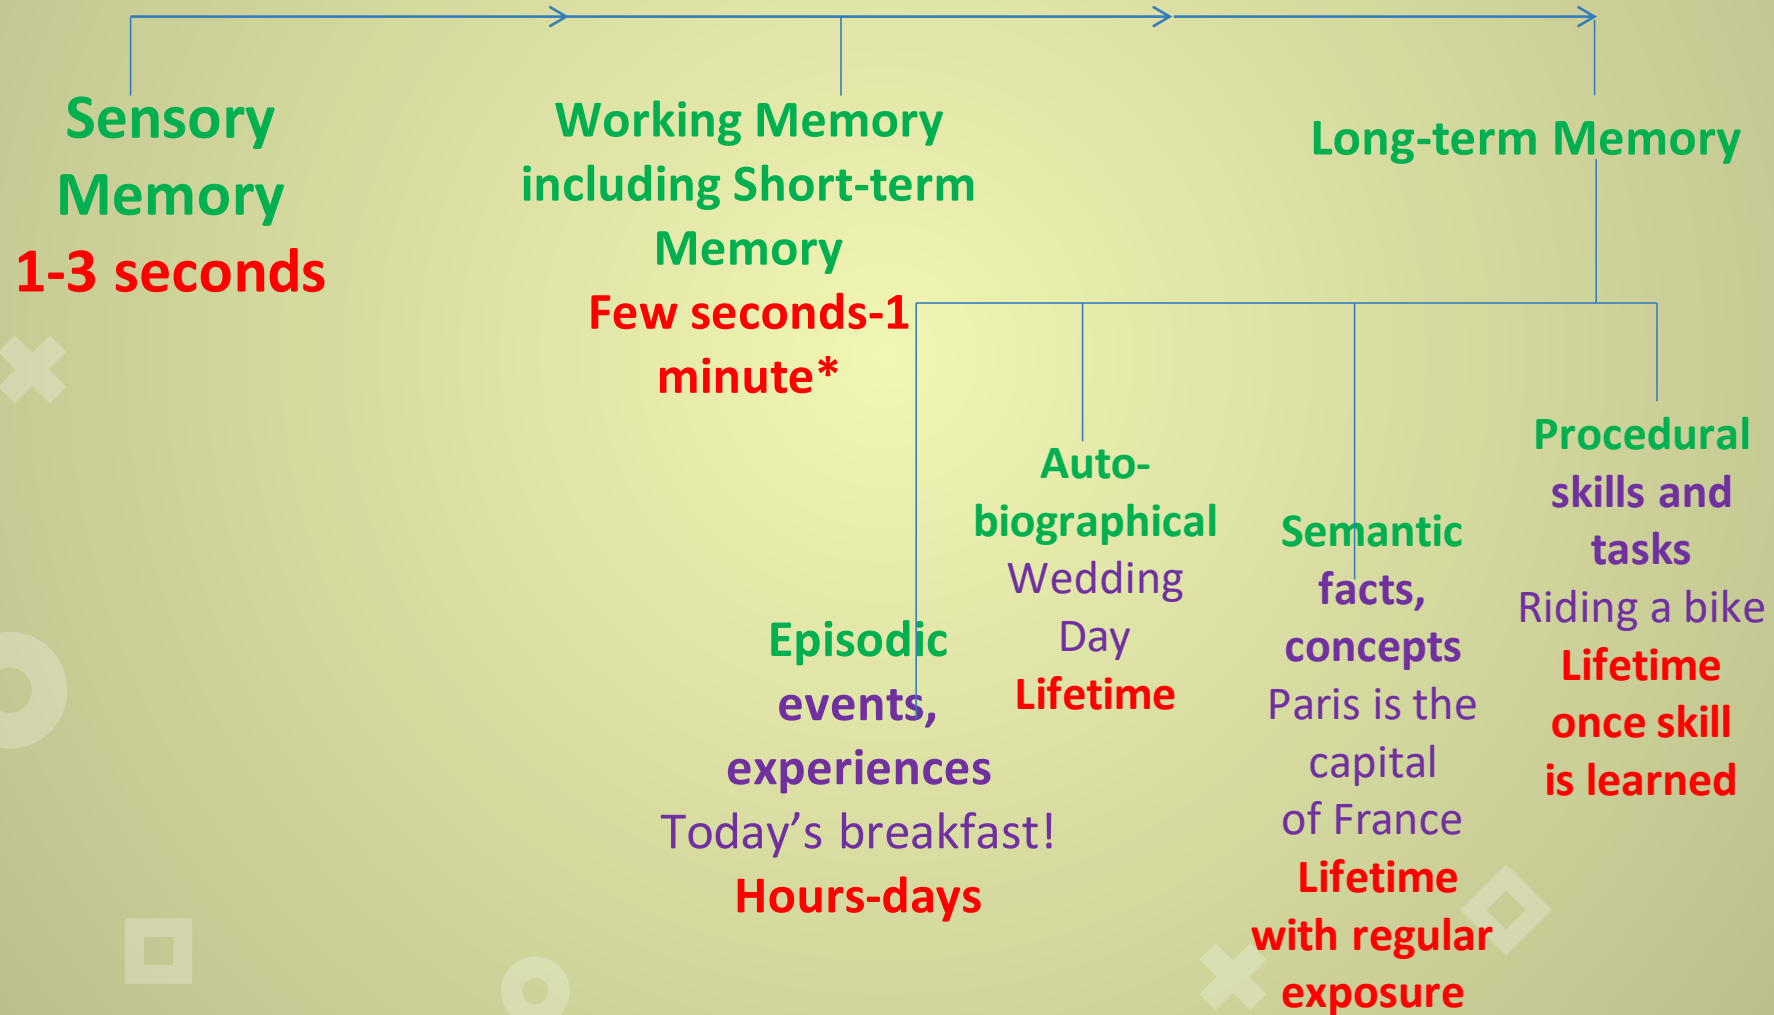 Sensory
Memory
1-3 seconds
Working Memory
including Short-term
Memory
Few seconds-1
minute*
Long-term Memory
Episodic
events,
experiences
Today’s breakfast!
Hours-days
Auto-
biographical
Wedding
Day
Lifetime
Semantic
facts,
concepts
Paris is the
capital
of France
Lifetime
with regular
exposure
Procedural
skills and
tasks
Riding a bike
Lifetime
once skill
is learned